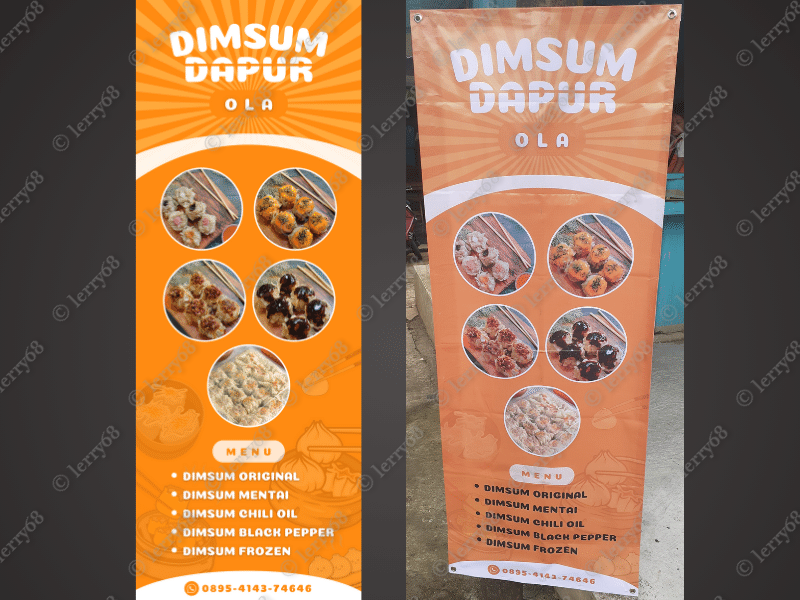 DIMSUM
DAPUR
OLA
MENU
• DIMSUM ORIGINAL
• DIMSUM MENTAI
• DIMSUM CHILI OIL
• DIMSUM BLACK PEPPER
• DIMSUM FROZEN
0895-4143-74646
DIMSUM
DAPUR
OLA
MENU
• DIMSUM ORIGINAL
• DIMSUM MENTAI
• DIMSUM CHILI OIL
• DIMSUM BLACK PEPPER
• DIMSUM FROZEN
0895-4143-74646
© lerry68